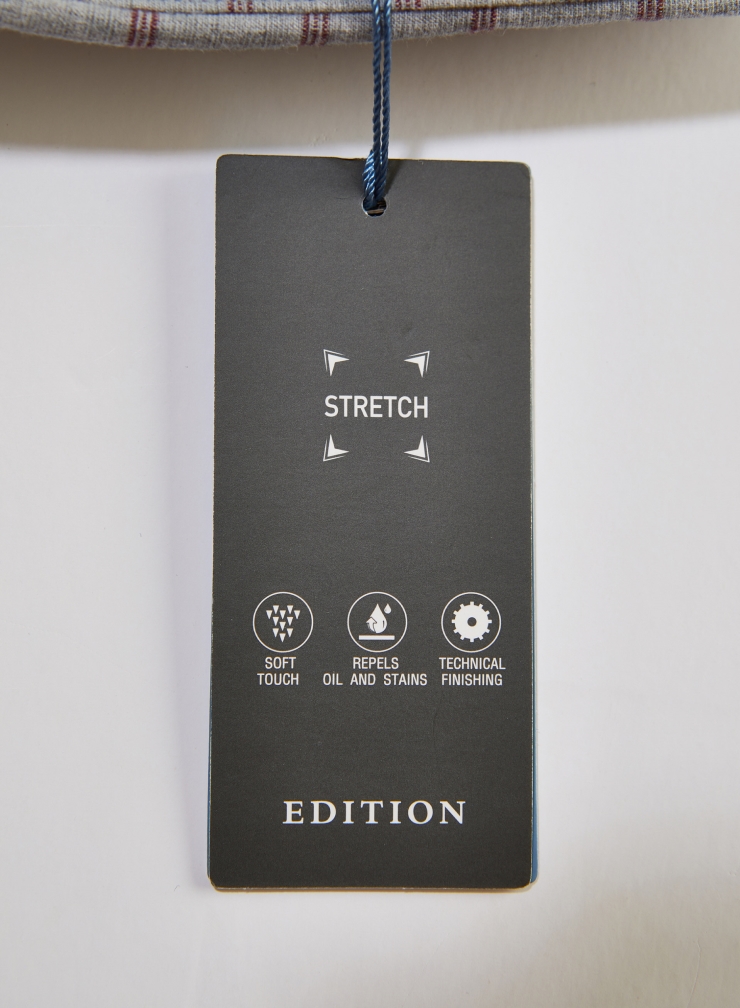 STRETCH
SOFT
TOUCH
REPELS
OIL AND STAINS
TECHNICAL
FINISHING
EDITION